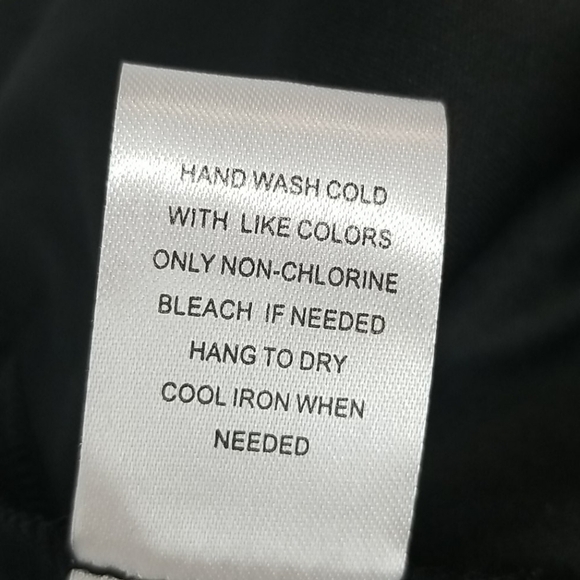 HAND WASH COLD
WITH LIKE COLORS
ONLY NON-CHLORINE
BLEACH IF NEEDED
HANG TO DRY
COOL IRON WHEN
NEEDED